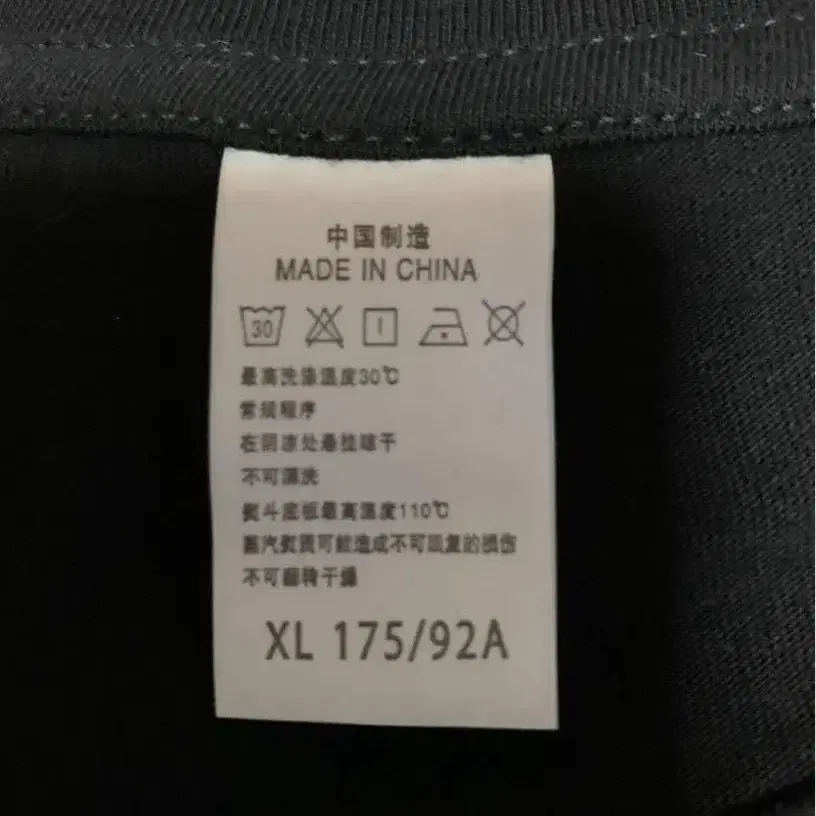 中国制造
MADE IN CHINA
30
最高洗涤温度30℃
常规程序
在阴凉处悬挂晾干
不可漂洗
熨斗底板最高温度110℃
蒸汽熨烫可能造成不可回复的损伤
不可翻转干燥
XL 175/92A